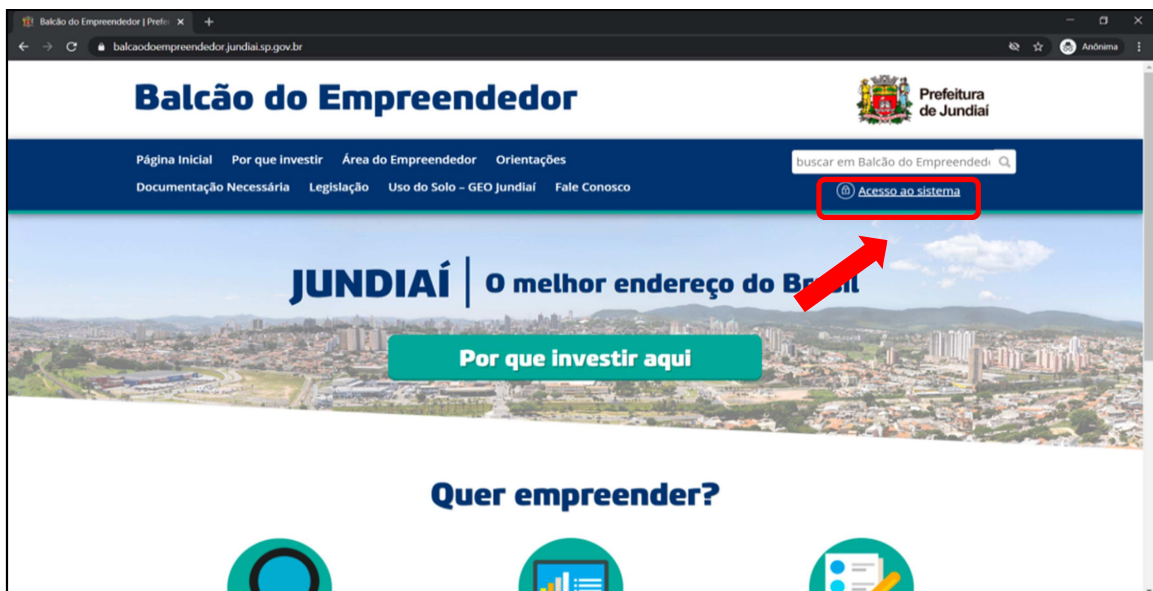 Balcão do Empreendedor | Prefei
balcaodoempreendedor.jundiai.sp.gov.br
Anônima
Balcão do Empreendedor
Prefeitura
de Jundiaí
Página Inicial Por que investir Área do Empreendedor Orientações
buscar em Balcão do Empreended
Documentação Necessária Legislação Uso do Solo – GEO Jundiaí Fale Conosco
Acesso ao sistema
JUNDIAÍ | O melhor endereço do Brasil
Por que investir aqui
Quer empreender?